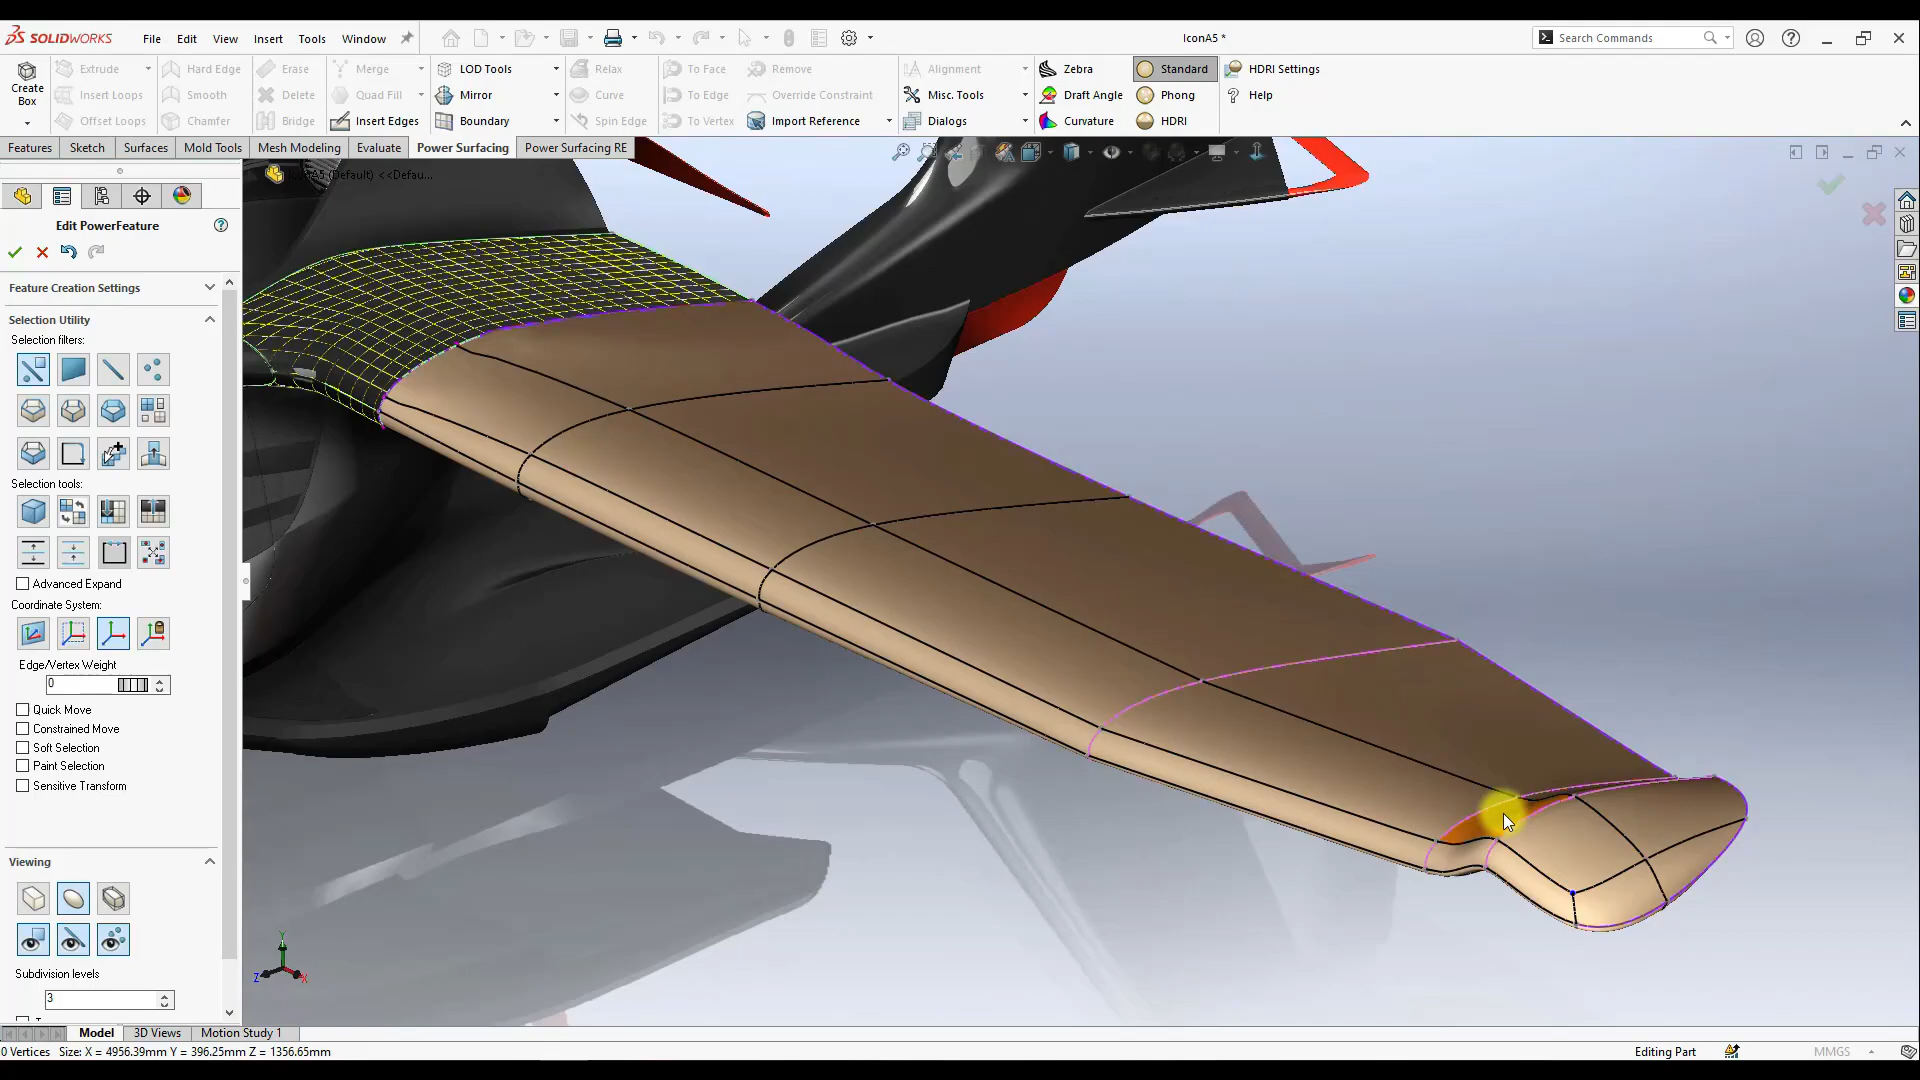 SOLIDWORKS File Edit View Insert Tools Window IconA5 * Search Commands
Create Box
Extrude Hard Edge Erase Merge LOD Tools Relax To Face Remove Alignment Zebra Standard HDRI Settings
Insert Loops Smooth Delete Quad Fill Mirror Curve To Edge Override Constraint Misc. Tools Draft Angle Phong Help
Offset Loops Chamfer Bridge Insert Edges Boundary Spin Edge To Vertex Import Reference Dialogs Curvature HDRI
Features Sketch Surfaces Mold Tools Mesh Modeling Evaluate Power Surfacing Power Surfacing RE
(Default) <<Defau...
Edit PowerFeature
Feature Creation Settings
Selection Utility
Selection filters:
Selection tools:
Advanced Expand
Coordinate System:
Edge/Vertex Weight
0
Quick Move
Constrained Move
Soft Selection
Paint Selection
Sensitive Transform
Viewing
Subdivision levels
3
Y
Z X
Model 3D Views Motion Study 1
0 Vertices Size: X = 4956.39mm Y = 396.25mm Z = 1356.65mm Editing Part MMGS